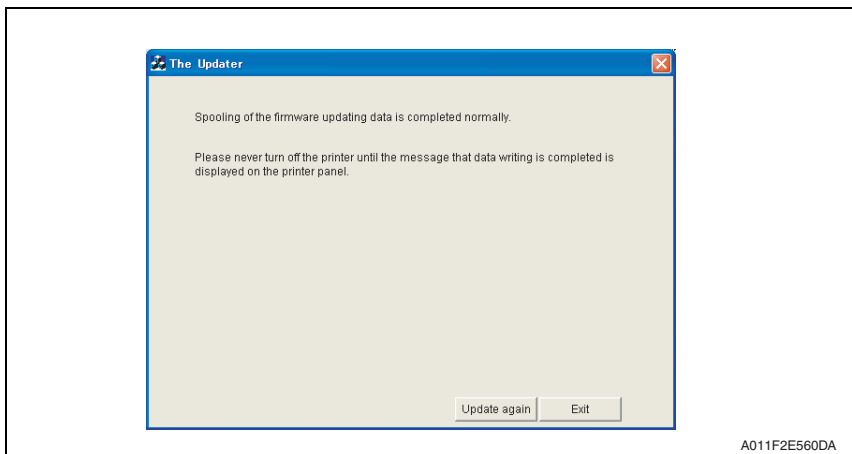 The Updater
Spooling of the firmware updating data is completed normally.
Please never turn off the printer until the message that data writing is completed is
displayed on the printer panel.
Update again
Exit
A011F2E560DA